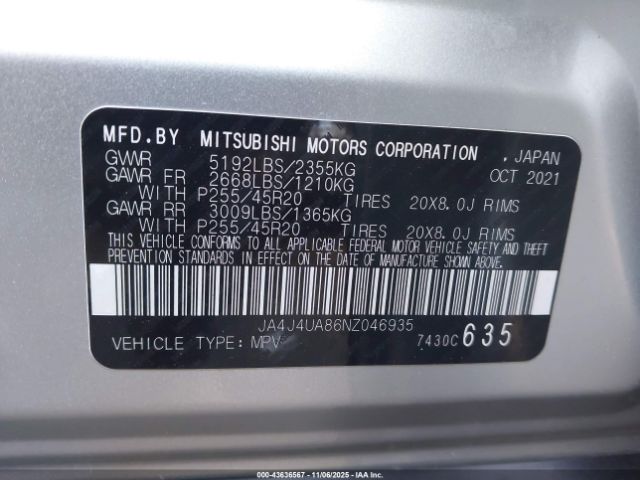 MFD.BY MITSUBISHI MOTORS CORPORATION , JAPAN
GVWR 5192LBS/2355KG OCT 2021
GAWR FR 2668LBS/1210KG
WITH P255/45R20 TIRES 20X8.0J RIMS
GAWR RR 3009LBS/1365KG
WITH P255/45R20 TIRES 20X8.0J RIMS
THIS VEHICLE CONFORMS TO ALL APPLICABLE FEDERAL MOTOR VEHICLE SAFETY AND THEFT
PREVENTION STANDARDS IN EFFECT ON THE DATE OF MANUFACTURE SHOWN ABOVE.
JA4J4UA86NZ046935
VEHICLE TYPE: MPV 7430C 635
000-43636567 - 11/06/2025 - IAA Inc.